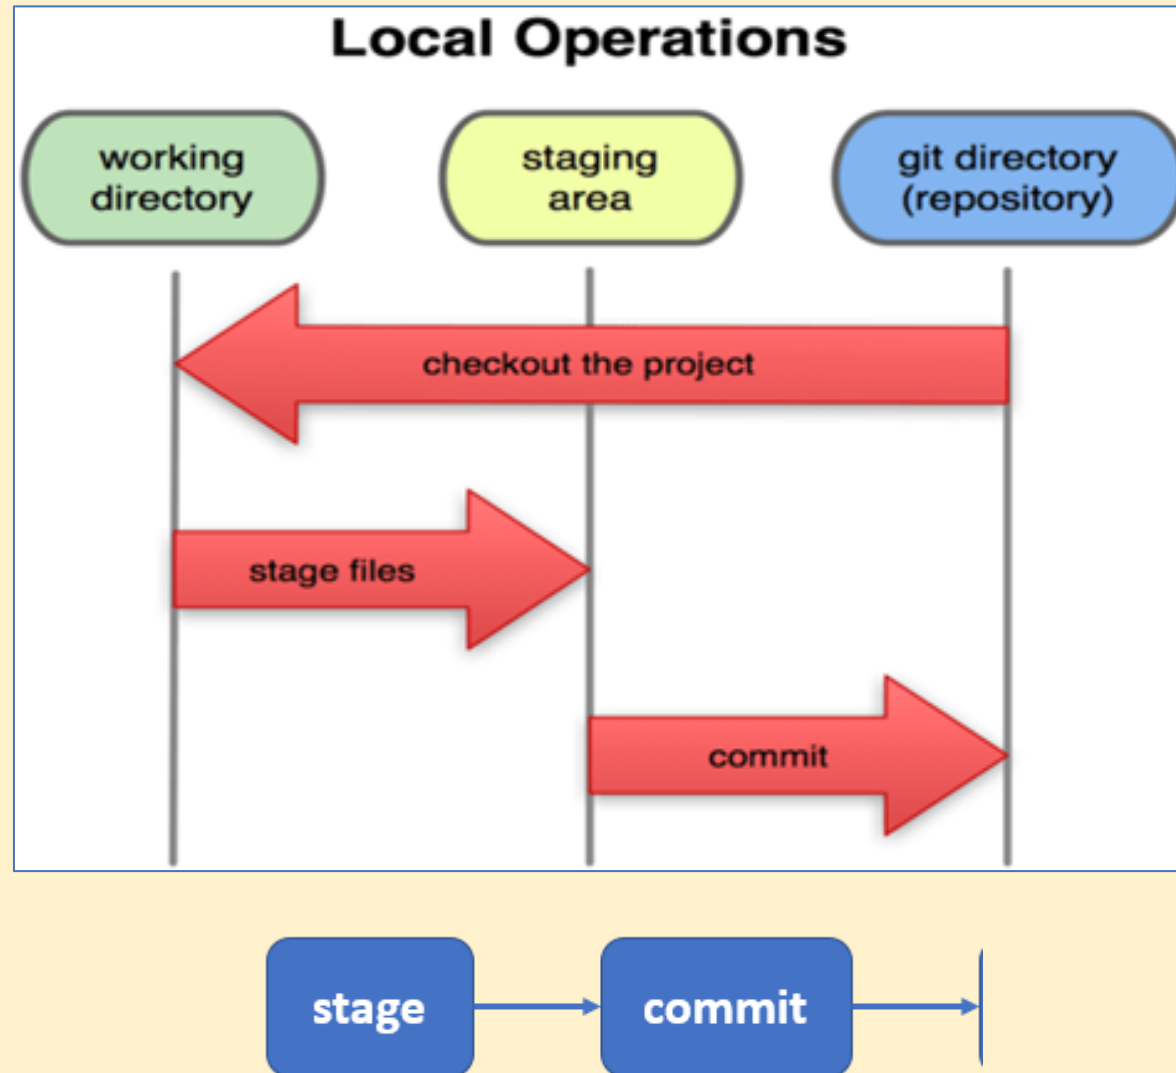 Local Operations
working
directory
staging
area
git directory
(repository)
checkout the project
stage files
commit
stage
commit